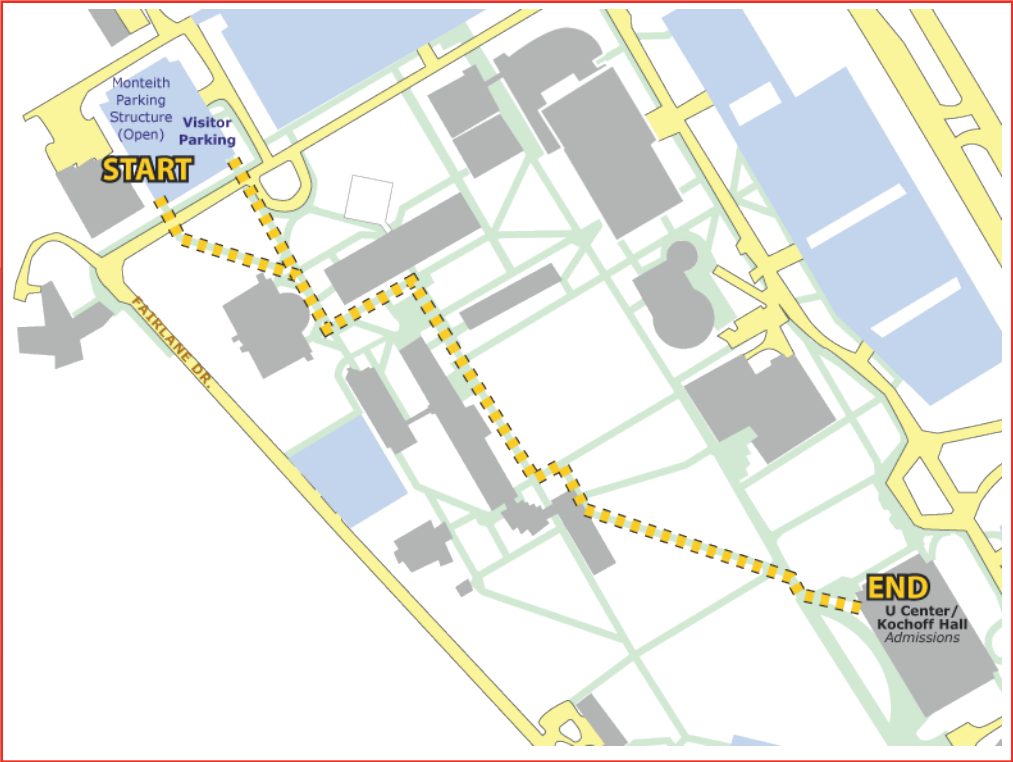 Monteith
Parking
Structure
(Open)
Visitor
Parking
START
FAIRLANE DR.
END
U Center/
Kochoff Hall
Admissions